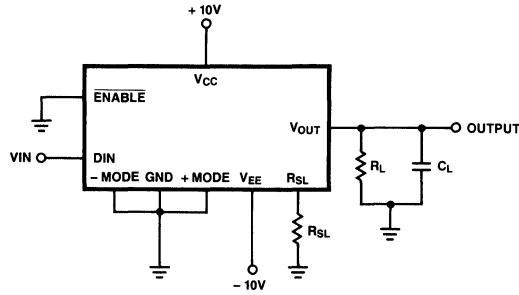 + 10V
VCC
ENABLE
VOUT
OUTPUT
VIN
DIN
RL
CL
– MODE GND + MODE VEE RSL
RSL
– 10V